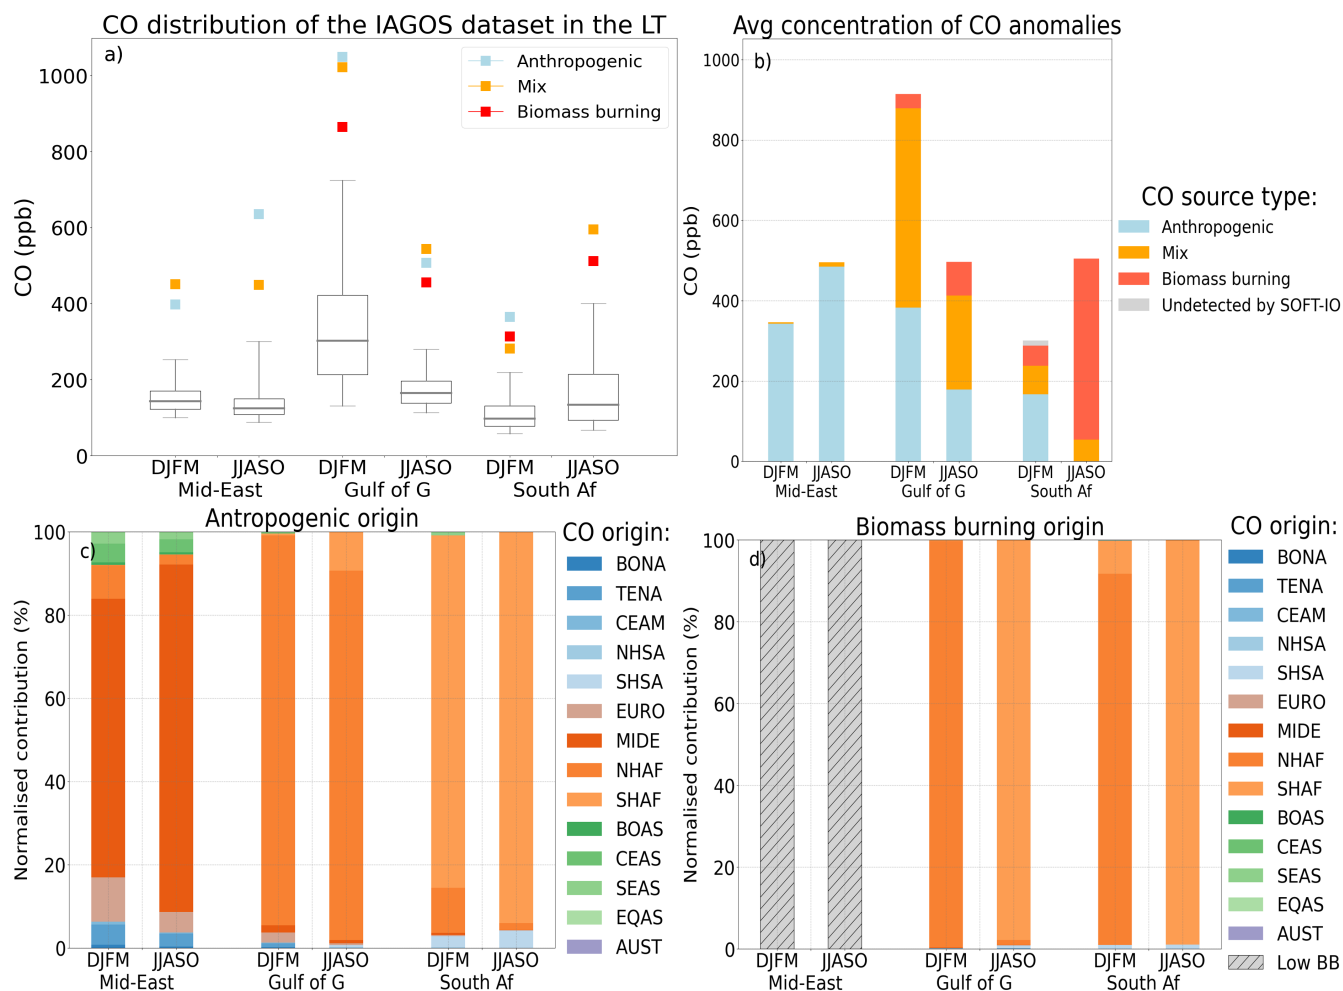 CO distribution of the IAGOS dataset in the LT
a)
Anthropogenic
Mix
Biomass burning
CO (ppb)
1000
800
600
400
200
0
DJFM JJASO DJFM JJASO DJFM JJASO
Mid-East Gulf of G South Af
Avg concentration of CO anomalies
b)
CO (ppb)
1000
800
600
400
200
0
DJFM JJASO DJFM JJASO DJFM JJASO
Mid-East Gulf of G South Af
CO source type:
Anthropogenic
Mix
Biomass burning
Undetected by SOFT-IO
Antropogenic origin
c)
Normalised contribution (%)
100
80
60
40
20
0
DJFM JJASO DJFM JJASO DJFM JJASO
Mid-East Gulf of G South Af
CO origin:
BONA
TENA
CEAM
NHSA
SHSA
EURO
MIDE
NHAF
SHAF
BOAS
CEAS
SEAS
EQAS
AUST
Biomass burning origin
d)
Normalised contribution (%)
100
80
60
40
20
0
DJFM JJASO DJFM JJASO DJFM JJASO
Mid-East Gulf of G South Af
CO origin:
BONA
TENA
CEAM
NHSA
SHSA
EURO
MIDE
NHAF
SHAF
BOAS
CEAS
SEAS
EQAS
AUST
Low BB